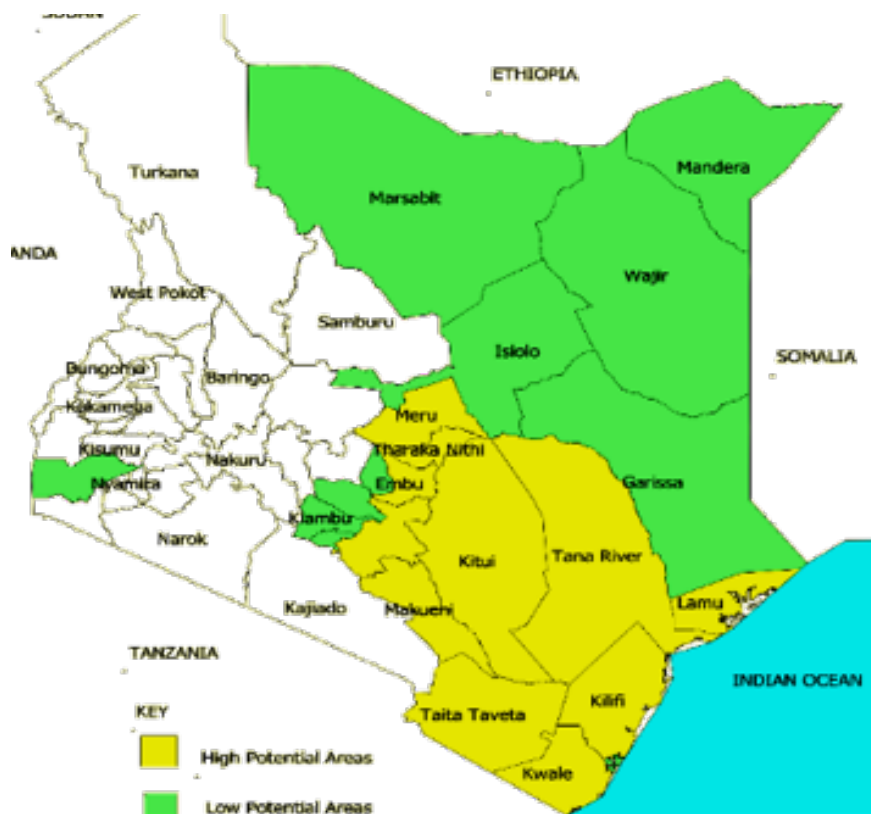 SUDAN
ETHIOPIA
Mandera
Turkana
Marsabit
ANDA
Wajir
West Pokot
Samburu
Isiolo
SOMALIA
Bungoma
Baringo
Kakamega
Meru
Kisumu
Tharaka Nithi
Nakuru
Nyamira
Embu
Garissa
Kiambu
Narok
Kitui
Tana River
Kajiado
Makueni
Lamu
TANZANIA
INDIAN OCEAN
Kilifi
KEY
Taita Taveta
High Potential Areas
Kwale
Low Potential Areas